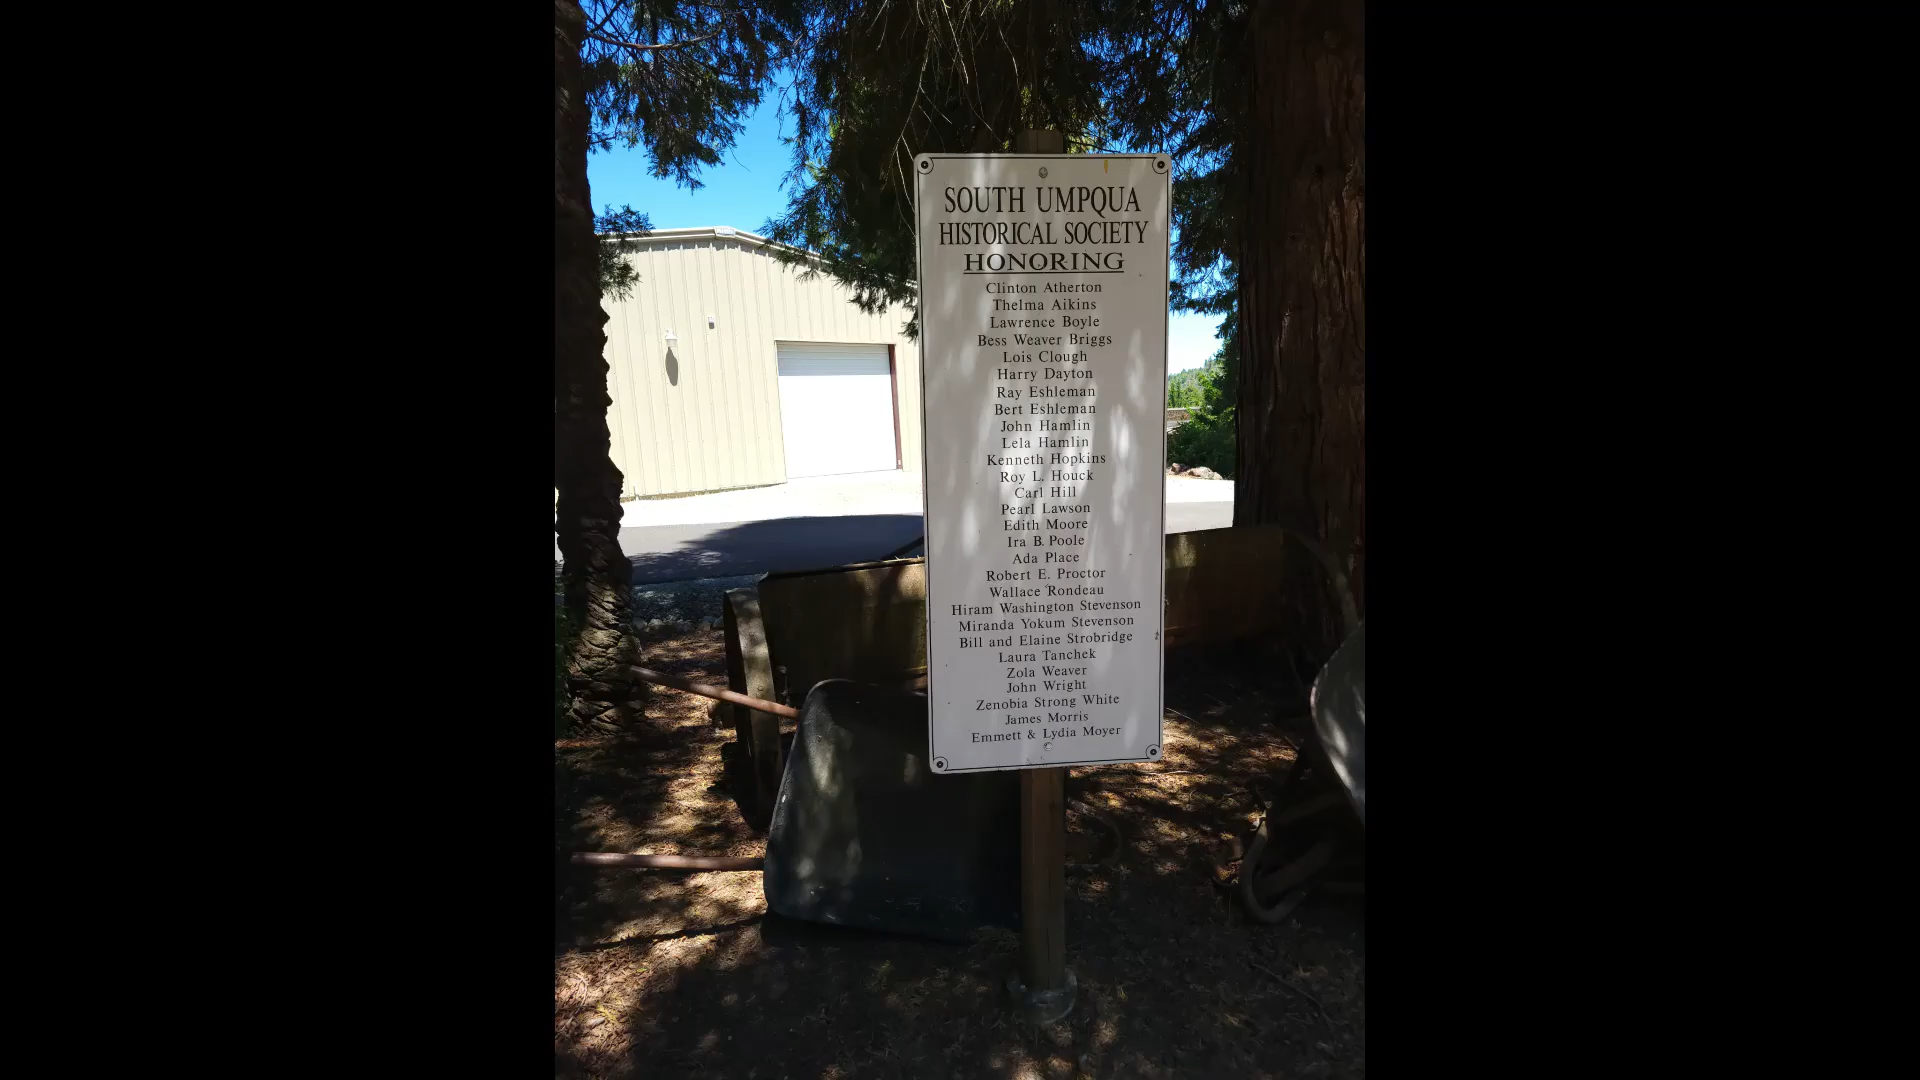 SOUTH UMPQUA
HISTORICAL SOCIETY
HONORING
Clinton Atherton
Thelma Aikins
Lawrence Boyle
Bess Weaver Briggs
Lois Clough
Harry Dayton
Ray Eshleman
Bert Eshleman
John Hamlin
Lela Hamlin
Kenneth Hopkins
Roy L. Houck
Carl Hill
Pearl Lawson
Edith Moore
Ira B. Poole
Ada Place
Robert E. Proctor
Wallace Rondeau
Hiram Washington Stevenson
Miranda Yokum Stevenson
Bill and Elaine Strobridge
Laura Tanchek
Zola Weaver
John Wright
Zenobia Strong White
James Morris
Emmett & Lydia Moyer